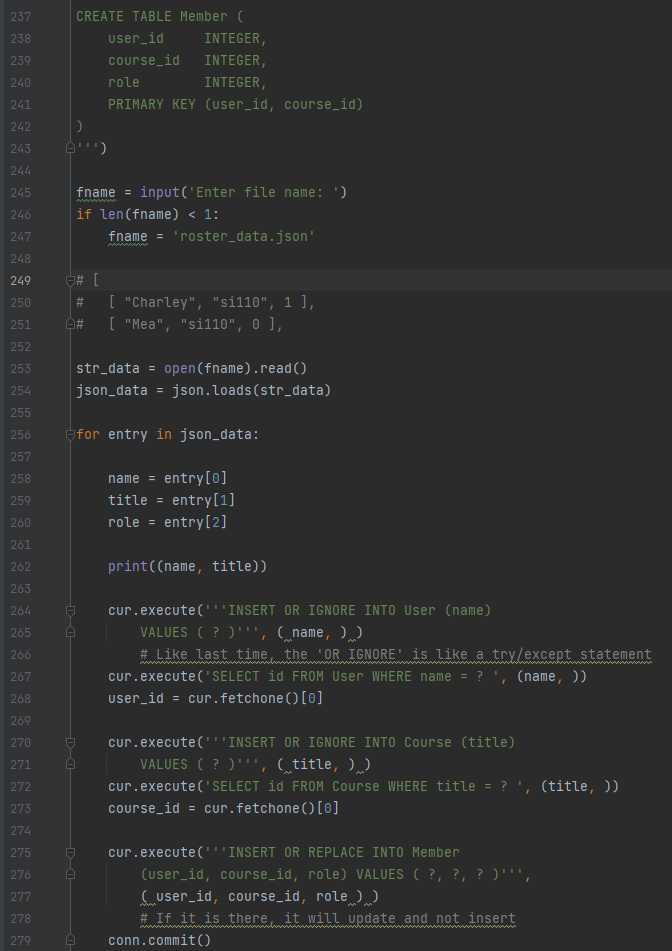 237 CREATE TABLE Member (
238     user_id     INTEGER,
239     course_id   INTEGER,
240     role        INTEGER,
241     PRIMARY KEY (user_id, course_id)
242 )
243 ''')
244
245 fname = input('Enter file name: ')
246 if len(fname) < 1:
247     fname = 'roster_data.json'
248
249 # [
250 #   [ "Charley", "si110", 1 ],
251 #   [ "Mea", "si110", 0 ],
252
253 str_data = open(fname).read()
254 json_data = json.loads(str_data)
255
256 for entry in json_data:
257
258     name = entry[0]
259     title = entry[1]
260     role = entry[2]
261
262     print((name, title))
263
264     cur.execute('''INSERT OR IGNORE INTO User (name)
265         VALUES ( ? )''', ( name, ) )
266         # Like last time, the 'OR IGNORE' is like a try/except statement
267     cur.execute('SELECT id FROM User WHERE name = ? ', (name, ))
268     user_id = cur.fetchone()[0]
269
270     cur.execute('''INSERT OR IGNORE INTO Course (title)
271         VALUES ( ? )''', ( title, ) )
272     cur.execute('SELECT id FROM Course WHERE title = ? ', (title, ))
273     course_id = cur.fetchone()[0]
274
275     cur.execute('''INSERT OR REPLACE INTO Member
276         (user_id, course_id, role) VALUES ( ?, ?, ? )''',
277         ( user_id, course_id, role ) )
278         # If it is there, it will update and not insert
279     conn.commit()